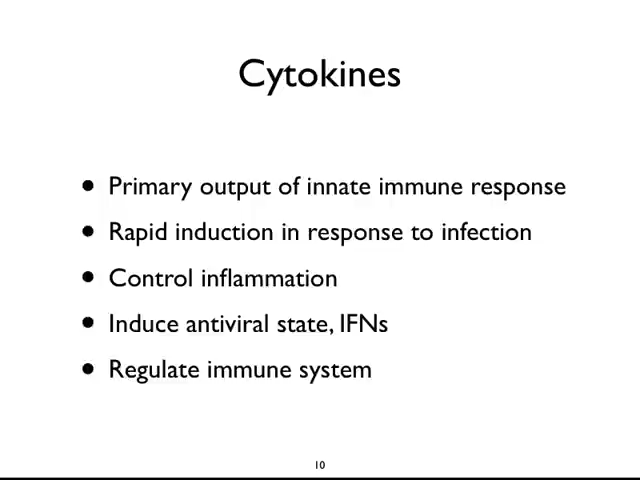 Cytokines
• Primary output of innate immune response
• Rapid induction in response to infection
• Control inflammation
• Induce antiviral state, IFNs
• Regulate immune system
10